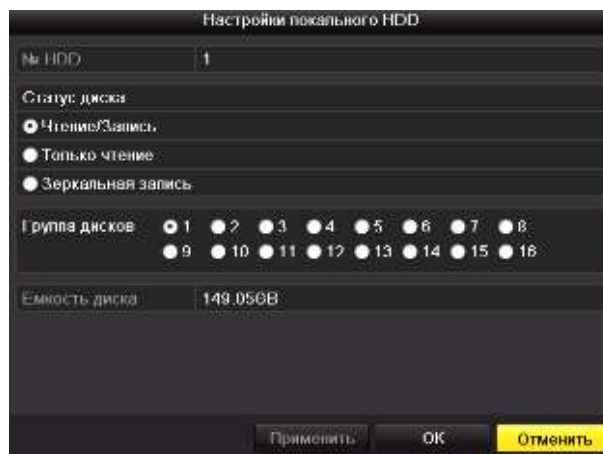 Настройки локального HDD
№ HDD 1
Статус диска
Чтение/Запись
Только чтение
Зеркальная запись
Группа дисков 1 2 3 4 5 6 7 8
9 10 11 12 13 14 15 16
Емкость диска 149.05GB
Применить OK Отменить